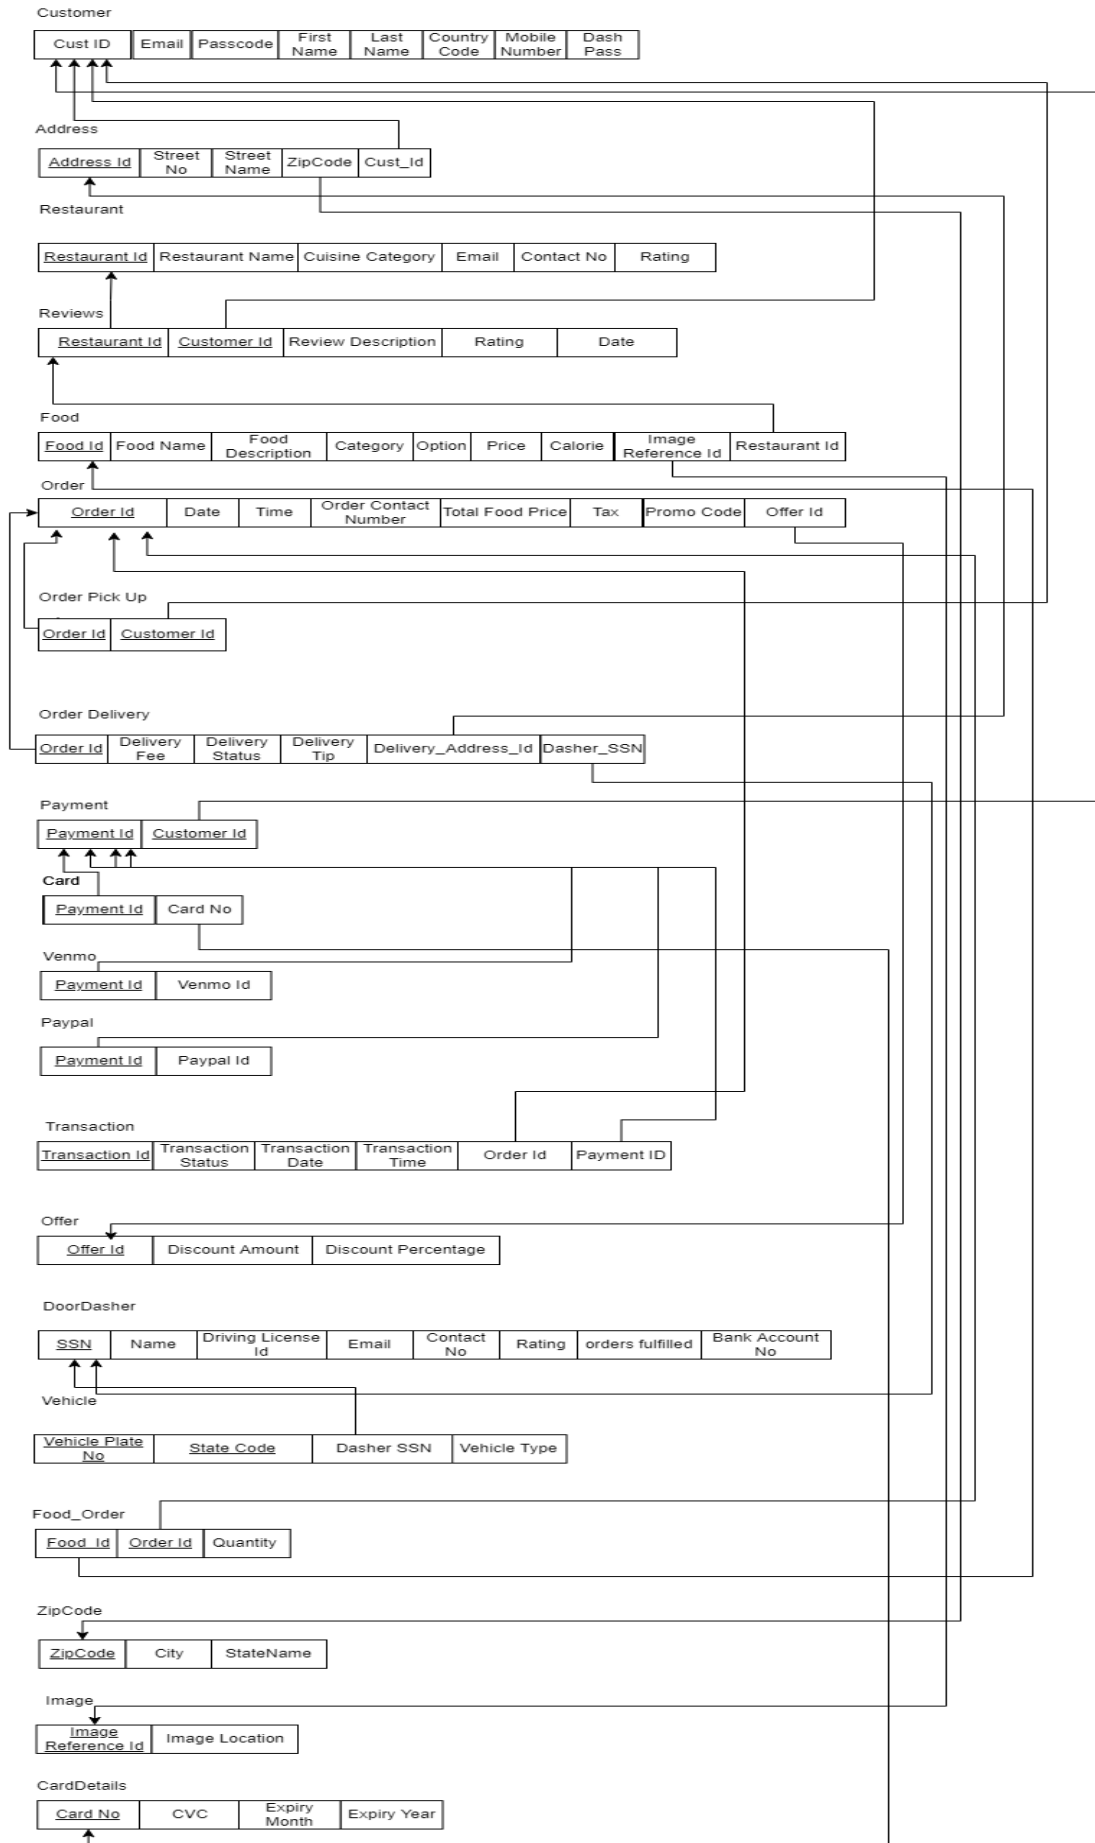 Customer
Cust ID Email Passcode First Name Last Name Country Code Mobile Number Dash Pass
Address
Address Id Street No Street Name ZipCode Cust_Id
Restaurant
Restaurant Id Restaurant Name Cuisine Category Email Contact No Rating
Reviews
Restaurant Id Customer Id Review Description Rating Date
Food
Food Id Food Name Food Description Category Option Price Calorie Image Reference Id Restaurant Id
Order
Order Id Date Time Order Contact Number Total Food Price Tax Promo Code Offer Id
Order Pick Up
Order Id Customer Id
Order Delivery
Order Id Delivery Fee Delivery Status Delivery Tip Delivery_Address_Id Dasher_SSN
Payment
Payment Id Customer Id
Card
Payment Id Card No
Venmo
Payment Id Venmo Id
Paypal
Payment Id Paypal Id
Transaction
Transaction Id Transaction Status Transaction Date Transaction Time Order Id Payment ID
Offer
Offer Id Discount Amount Discount Percentage
DoorDasher
SSN Name Driving License Id Email Contact No Rating orders fulfilled Bank Account No
Vehicle
Vehicle Plate No State Code Dasher SSN Vehicle Type
Food_Order
Food_Id Order Id Quantity
ZipCode
ZipCode City StateName
Image
Image Reference Id Image Location
CardDetails
Card No CVC Expiry Month Expiry Year